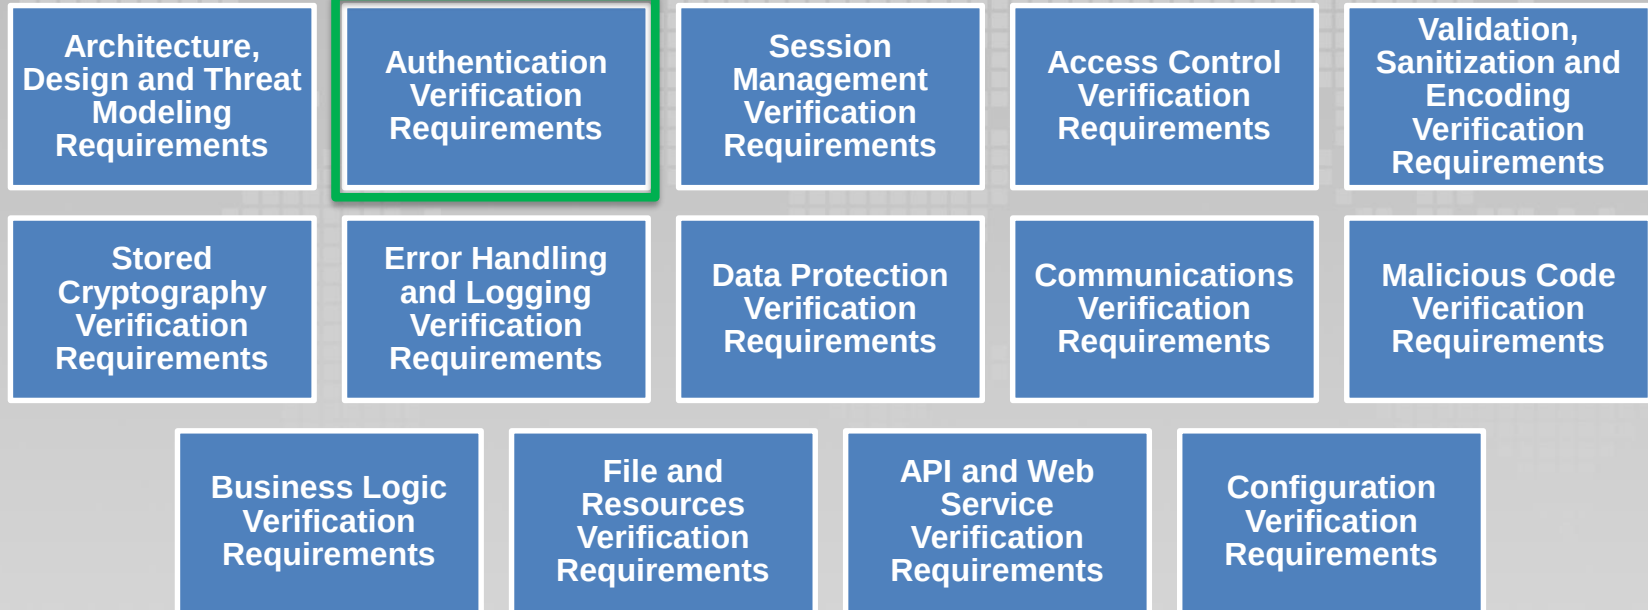 Architecture,
Design and Threat
Modeling
Requirements
Authentication
Verification
Requirements
Session
Management
Verification
Requirements
Access Control
Verification
Requirements
Validation,
Sanitization and
Encoding
Verification
Requirements
Stored
Cryptography
Verification
Requirements
Error Handling
and Logging
Verification
Requirements
Data Protection
Verification
Requirements
Communications
Verification
Requirements
Malicious Code
Verification
Requirements
Business Logic
Verification
Requirements
File and
Resources
Verification
Requirements
API and Web
Service
Verification
Requirements
Configuration
Verification
Requirements